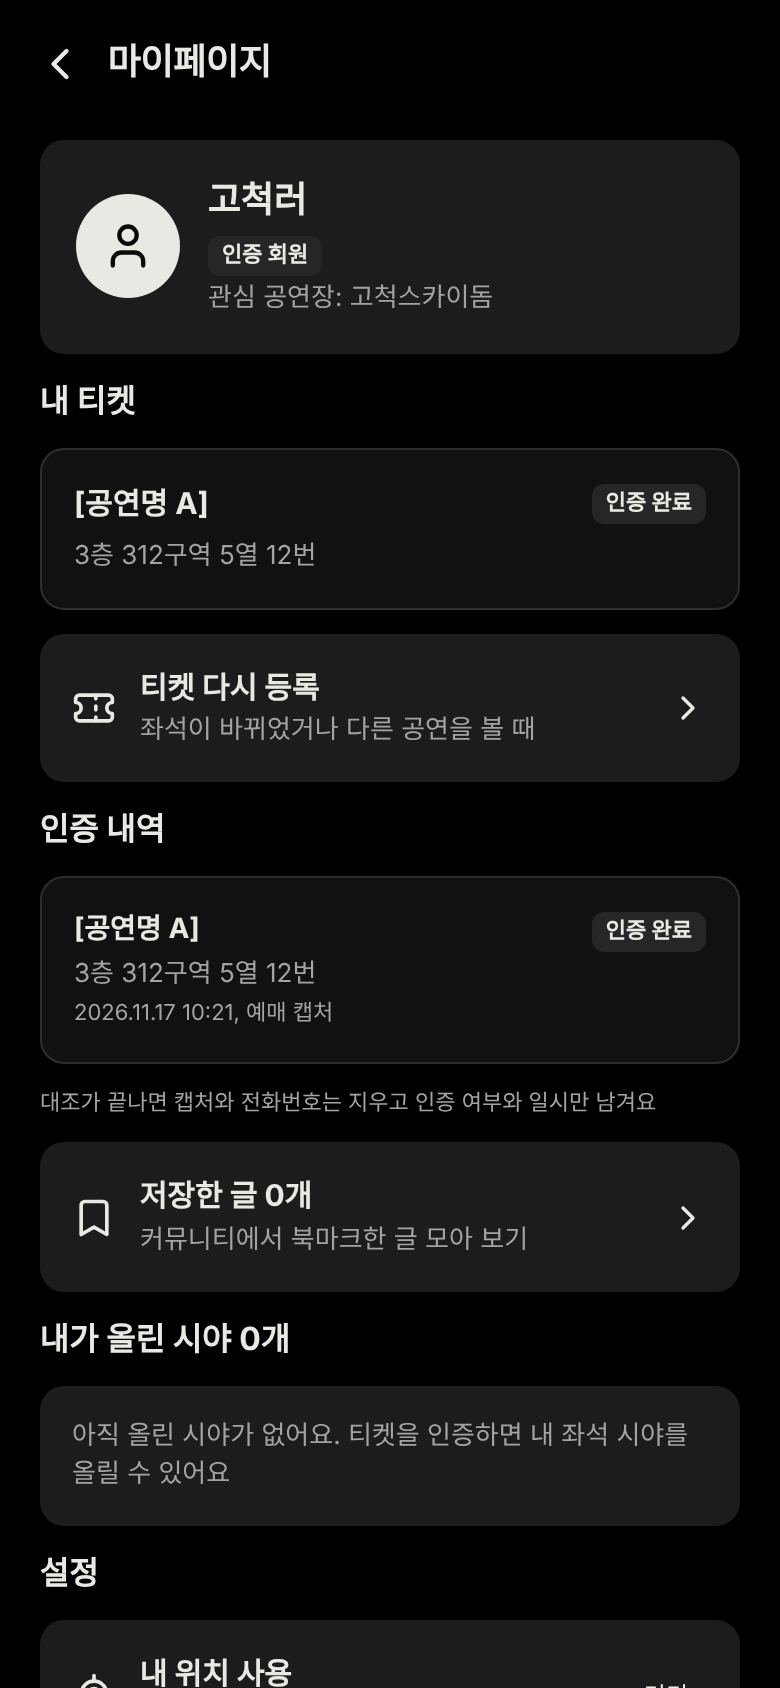 마이페이지
고척러
인증 회원
관심 공연장: 고척스카이돔
내 티켓
[공연명 A]
인증 완료
3층 312구역 5열 12번
티켓 다시 등록
좌석이 바뀌었거나 다른 공연을 볼 때
인증 내역
[공연명 A]
인증 완료
3층 312구역 5열 12번
2026.11.17 10:21, 예매 캡처
대조가 끝나면 캡처와 전화번호는 지우고 인증 여부와 일시만 남겨요
저장한 글 0개
커뮤니티에서 북마크한 글 모아 보기
내가 올린 시야 0개
아직 올린 시야가 없어요. 티켓을 인증하면 내 좌석 시야를
올릴 수 있어요
설정
내 위치 사용